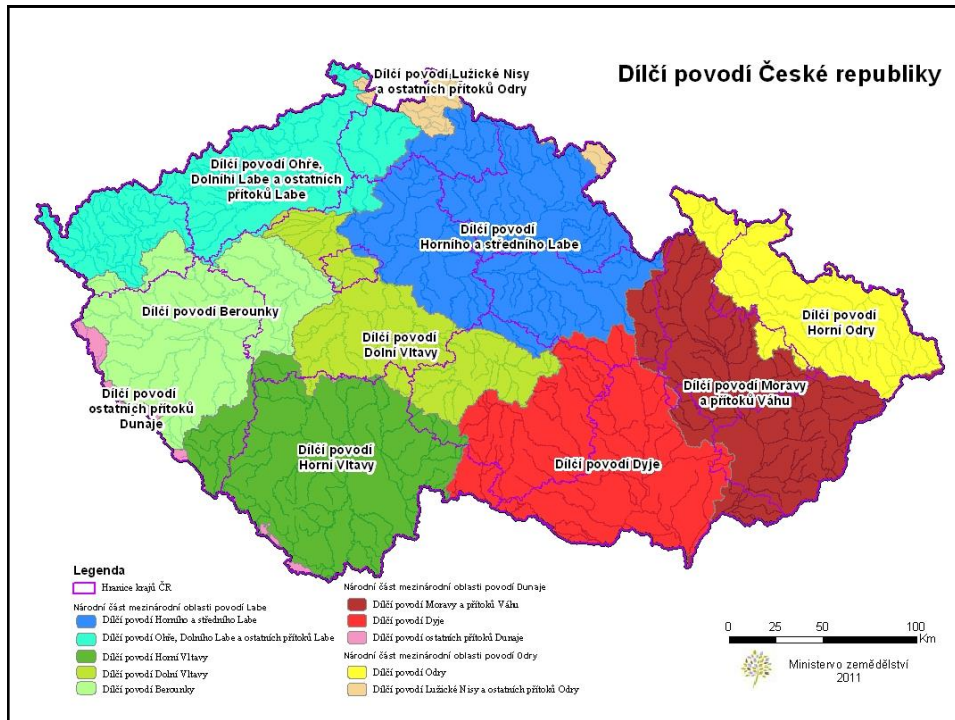 Dílčí povodí České republiky
Dílčí povodí Lužické Nisy
a ostatních přítoků Odry
Dílčí povodí Ohře,
Dolního Labe a ostatních
přítoků Labe
Dílčí povodí
Horního a středního Labe
Dílčí povodí Berounky
Dílčí povodí
Dolní Vltavy
Dílčí povodí
Horní Odry
Dílčí povodí
ostatních přítoků
Dunaje
Dílčí povodí Moravy
a přítoků Váhu
Dílčí povodí
Horní Vltavy
Dílčí povodí Dyje
Legenda
Hranice krajů ČR
Národní část mezinárodní oblasti povodí Labe
Dílčí povodí Horního a středního Labe
Dílčí povodí Ohře, Dolního Labe a ostatních přítoků Labe
Dílčí povodí Horní Vltavy
Dílčí povodí Dolní Vltavy
Dílčí povodí Berounky
Národní část mezinárodní oblasti povodí Dunaje
Dílčí povodí Moravy a přítoků Váhu
Dílčí povodí Dyje
Dílčí povodí ostatních přítoků Dunaje
Národní část mezinárodní oblasti povodí Odry
Dílčí povodí Odry
Dílčí povodí Lužické Nisy a ostatních přítoků Odry
0 25 50 100
Km
Ministerstvo zemědělství
2011